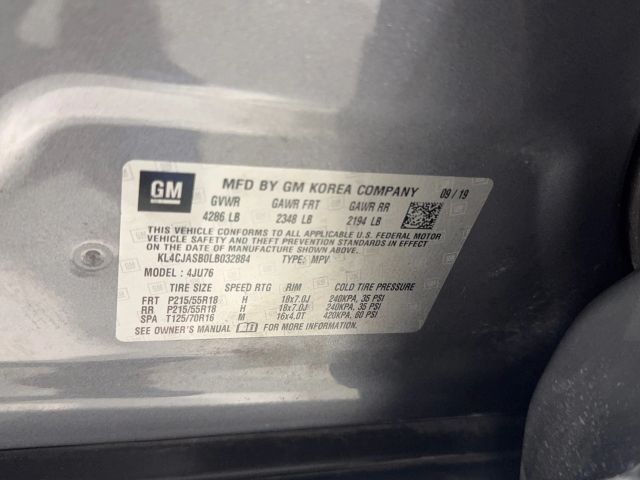 GM MFD BY GM KOREA COMPANY 09/19
GVWR GAWR FRT GAWR RR
4286 LB 2348 LB 2194 LB
THIS VEHICLE CONFORMS TO ALL APPLICABLE U.S. FEDERAL MOTOR
VEHICLE SAFETY AND THEFT PREVENTION STANDARDS IN EFFECT ON
THE DATE OF MANUFACTURE SHOWN ABOVE.
KL4CJASB0LB032884 TYPE: MPV
MODEL : 4JU76
TIRE SIZE SPEED RTG RIM COLD TIRE PRESSURE
FRT P215/55R18 H 18x7.0J 240KPA, 35 PSI
RR P215/55R18 H 18x7.0J 240KPA, 35 PSI
SPA T125/70R16 M 16x4.0T 420KPA, 60 PSI
SEE OWNER'S MANUAL FOR MORE INFORMATION